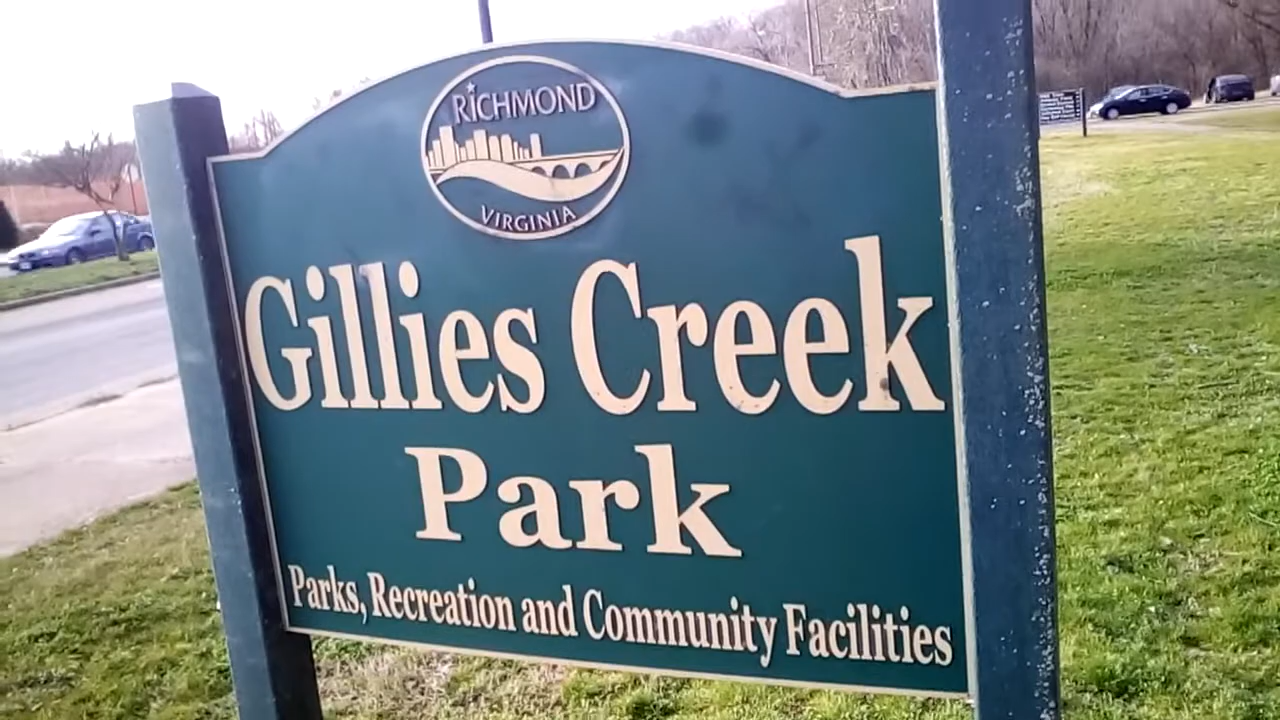 RICHMOND
VIRGINIA
Gillies Creek
Park
Parks, Recreation and Community Facilities